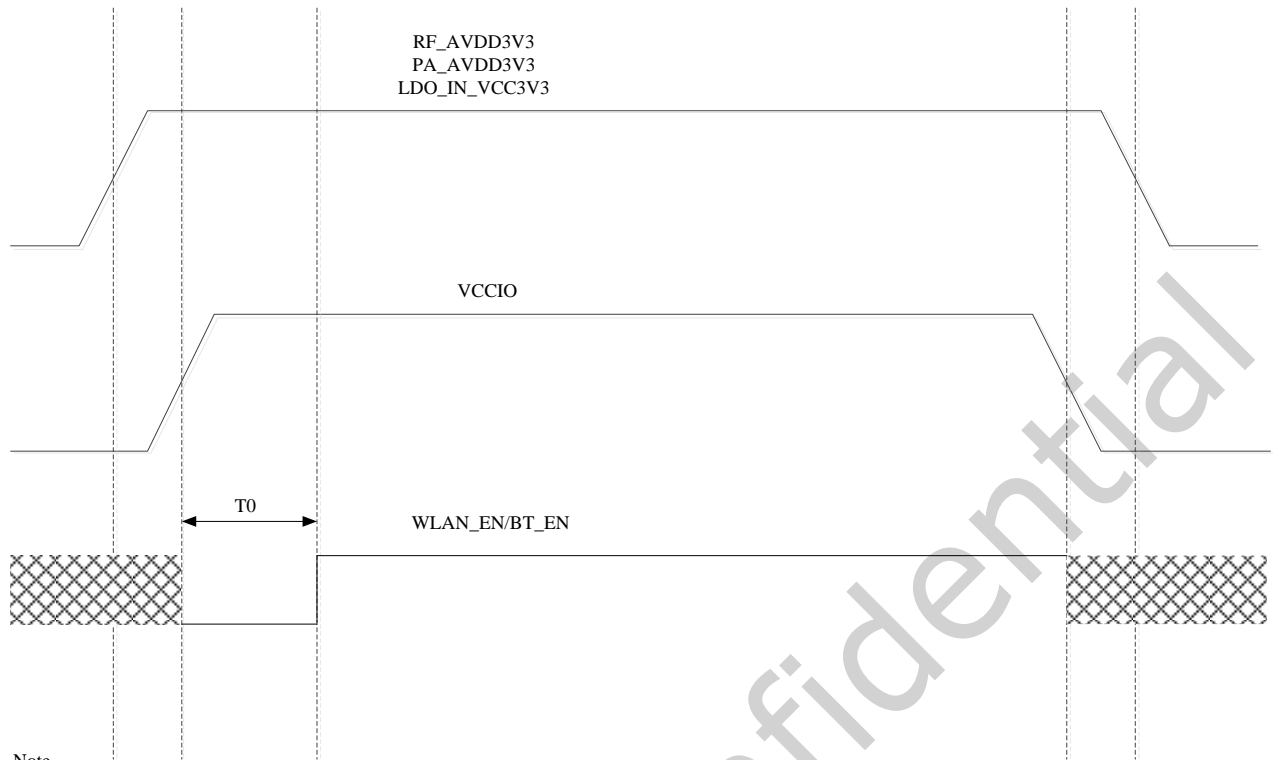 RF_AVDD3V3
PA_AVDD3V3
LDO_IN_VCC3V3
VCCIO
T0
WLAN_EN/BT_EN
Note